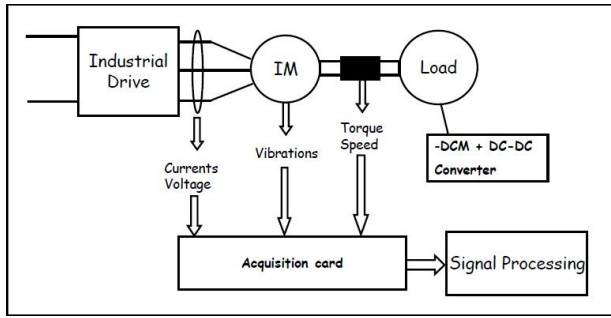 Industrial
Drive
IM
Load
Currents
Voltage
Vibrations
Torque
Speed
-DCM + DC-DC
Converter
Acquisition card
Signal Processing